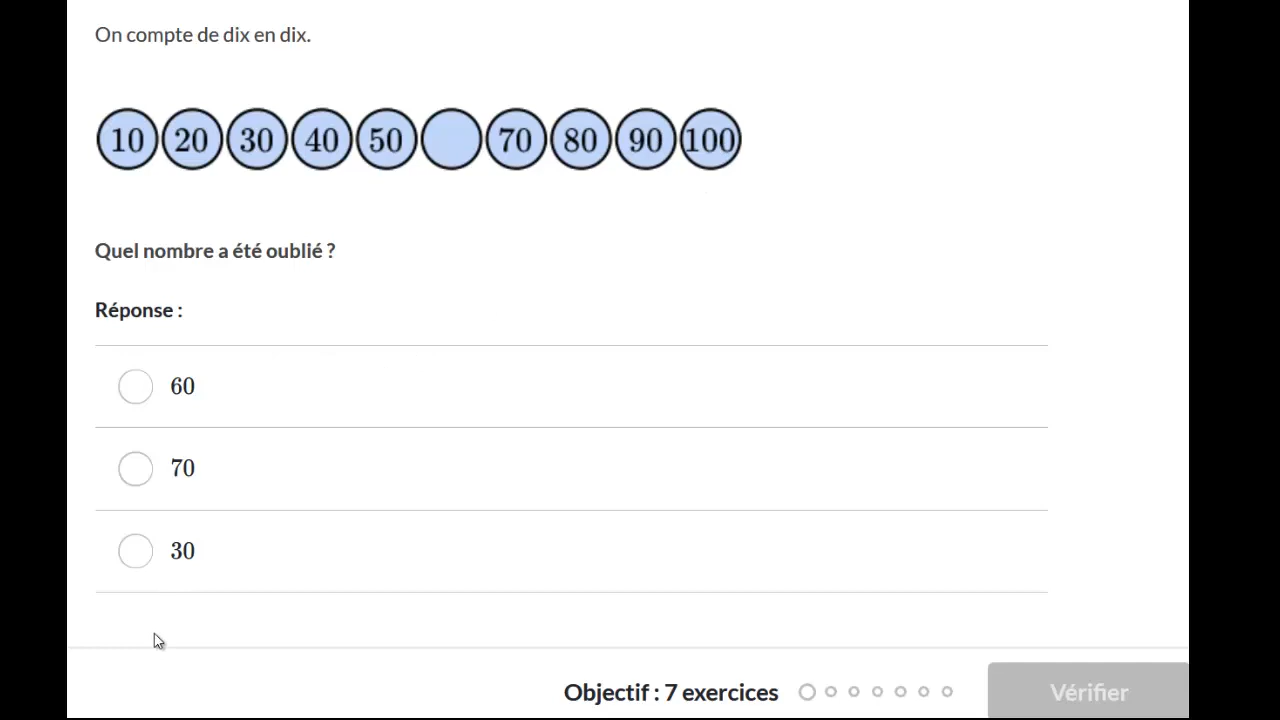 On compte de dix en dix.
10 20 30 40 50 70 80 90 100
Quel nombre a été oublié ?
Réponse :
60
70
30
Objectif : 7 exercices
Vérifier